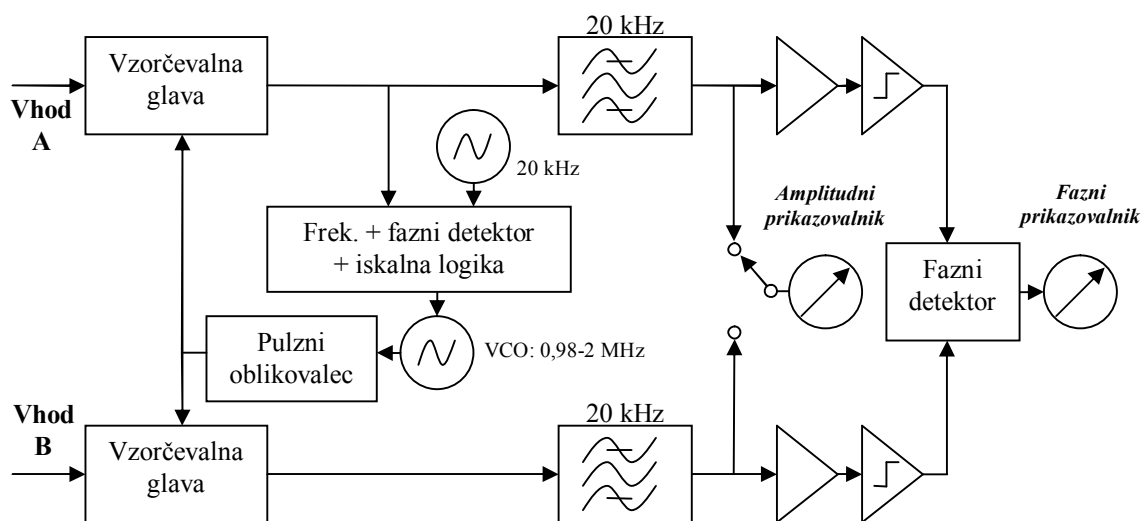 20 kHz
Vzorčevalna
glava
Vhod
A
20 kHz
Amplitudni
prikazovalnik
Fazni
prikazovalnik
Frek. + fazni detektor
+ iskalna logika
Fazni
detektor
Pulzni
oblikovalec
VCO: 0,98-2 MHz
Vhod
B
20 kHz
Vzorčevalna
glava